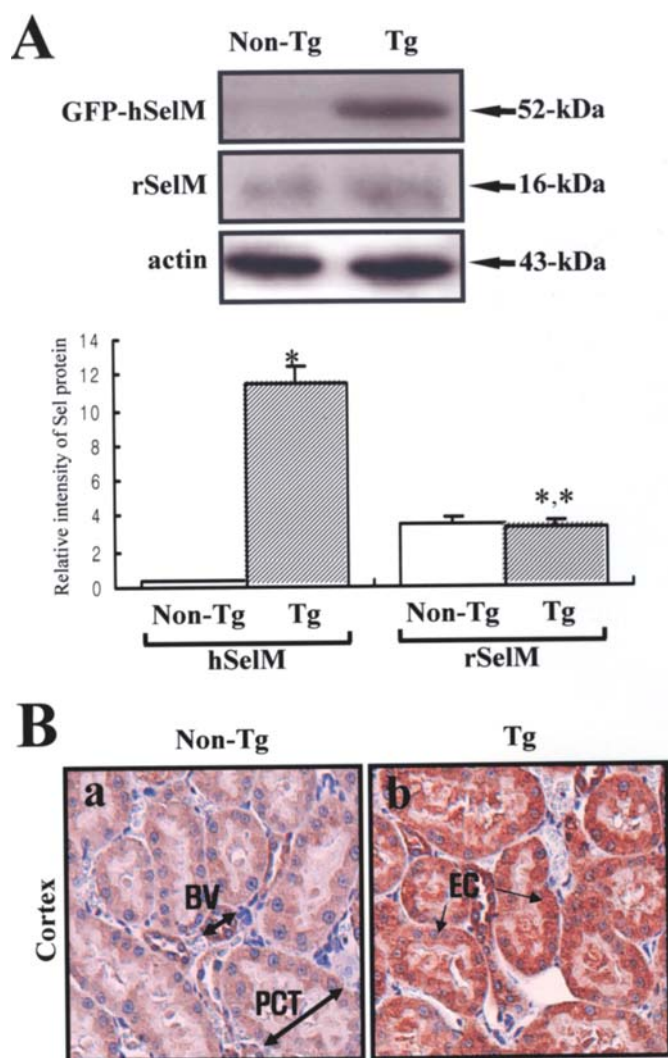 A
Non-Tg Tg
GFP-hSelM 52-kDa
rSelM 16-kDa
actin 43-kDa
Relative intensity of Sel protein
14
12
10
8
6
4
2
0
*
*,*
Non-Tg Tg Non-Tg Tg
hSelM rSelM
B
Non-Tg Tg
Cortex
a b
BV EC
PCT